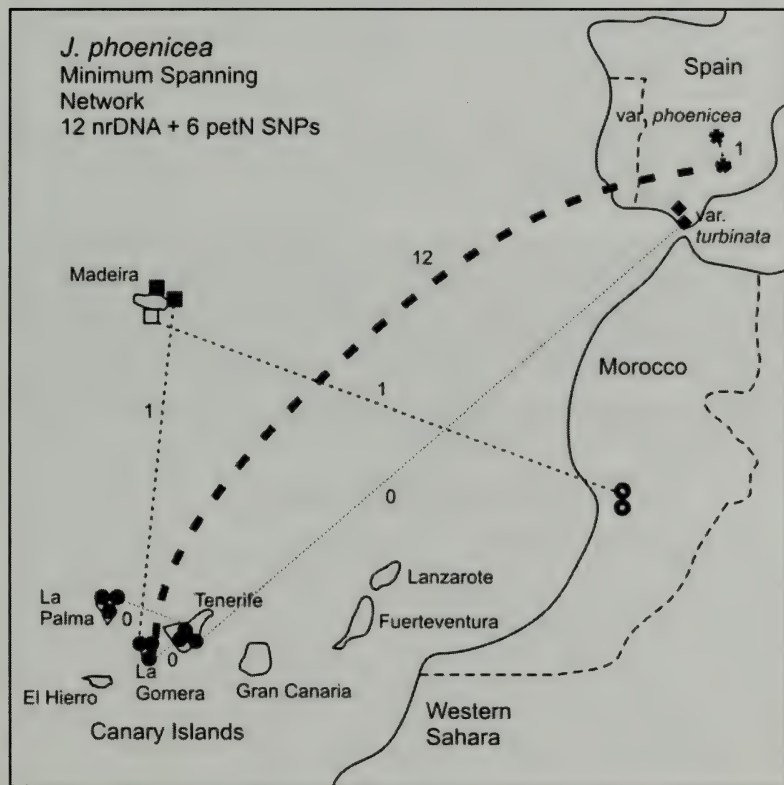 J. phoenicea
Minimum Spanning
Network
12 nrDNA + 6 petN SNPs
Spain
var. phoenicea
1
var.
turbinata
12
Madeira
Morocco
1
1
0
Lanzarote
La
Palma
0
Tenerife
Fuerteventura
0
La
Gomera
El Hierro
Gran Canaria
Canary Islands
Western
Sahara